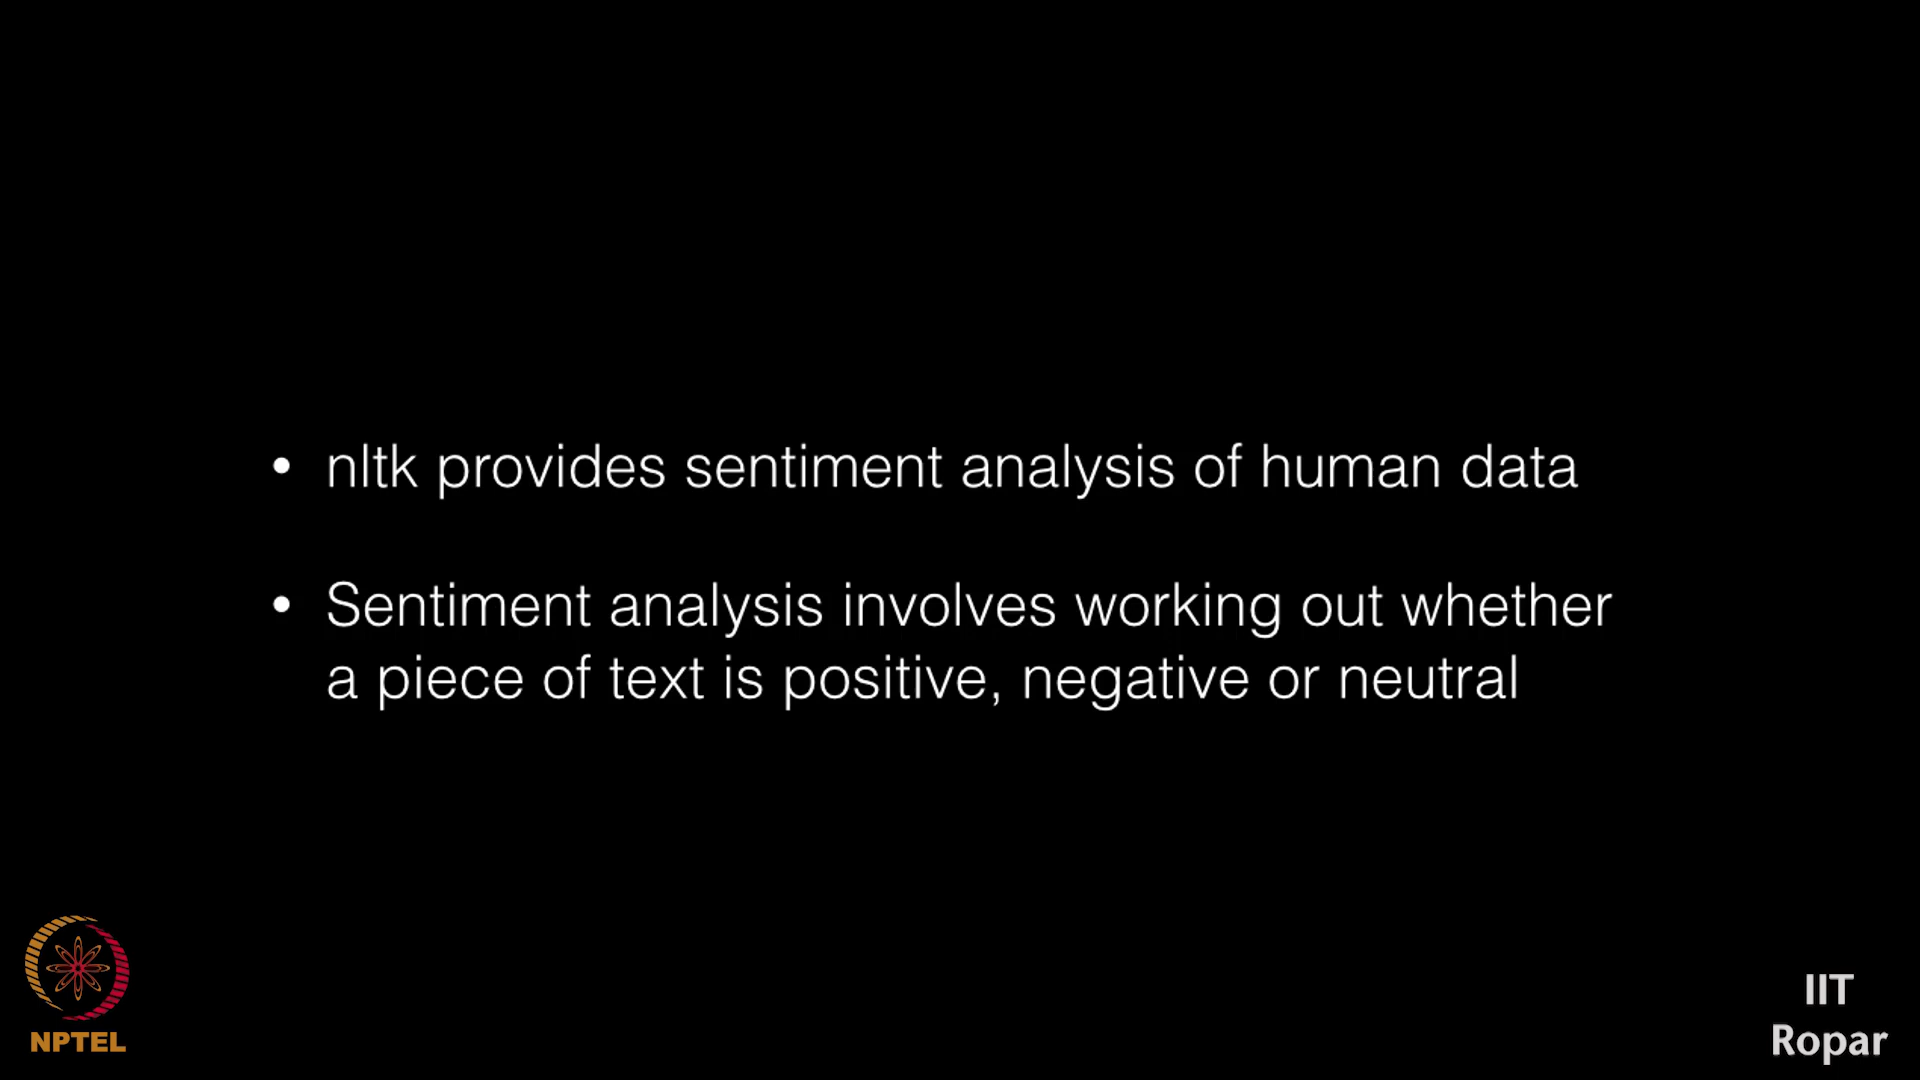 • nltk provides sentiment analysis of human data
• Sentiment analysis involves working out whether
a piece of text is positive, negative or neutral
NPTEL
IIT
Ropar